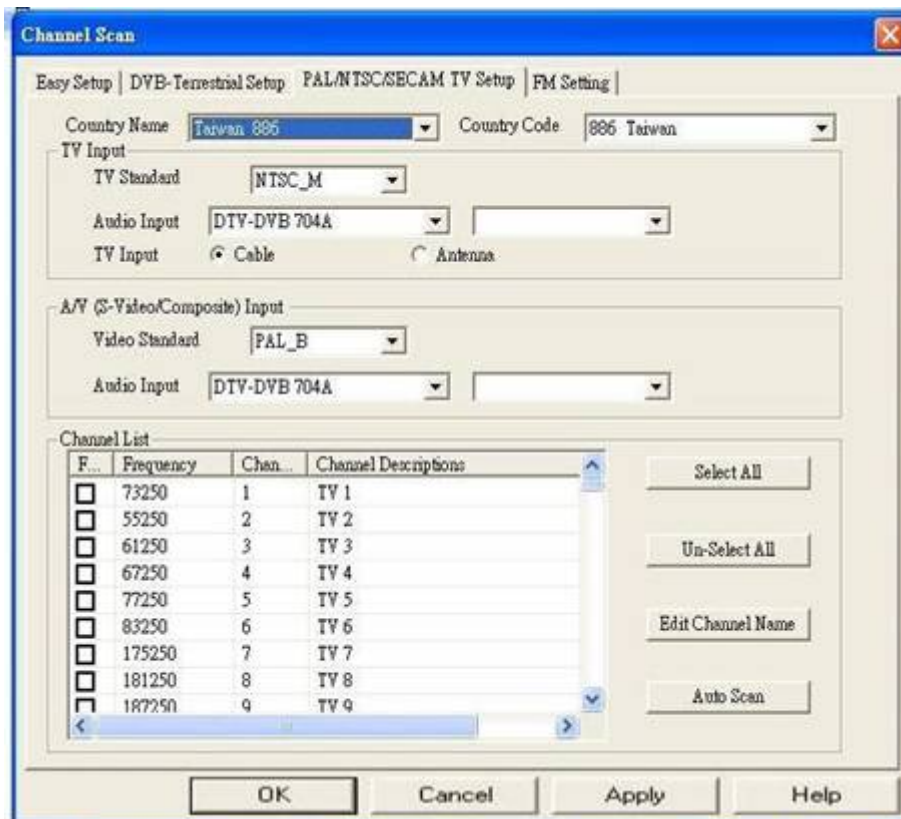 Channel Scan
Easy Setup DVB-Terrestrial Setup PAL/NTSC/SECAM TV Setup FM Setting
Country Name Taiwan 886 Country Code 886 Taiwan
TV Input
TV Standard NTSC_M
Audio Input DTV-DVB 704A
TV Input Cable Antenna
A/V (S-Video/Composite) Input
Video Standard PAL_B
Audio Input DTV-DVB 704A
Channel List
F... Frequency Chan... Channel Descriptions
73250 1 TV 1
55250 2 TV 2
61250 3 TV 3
67250 4 TV 4
77250 5 TV 5
83250 6 TV 6
175250 7 TV 7
181250 8 TV 8
187250 9 TV 9
Select All
Un-Select All
Edit Channel Name
Auto Scan
OK Cancel Apply Help